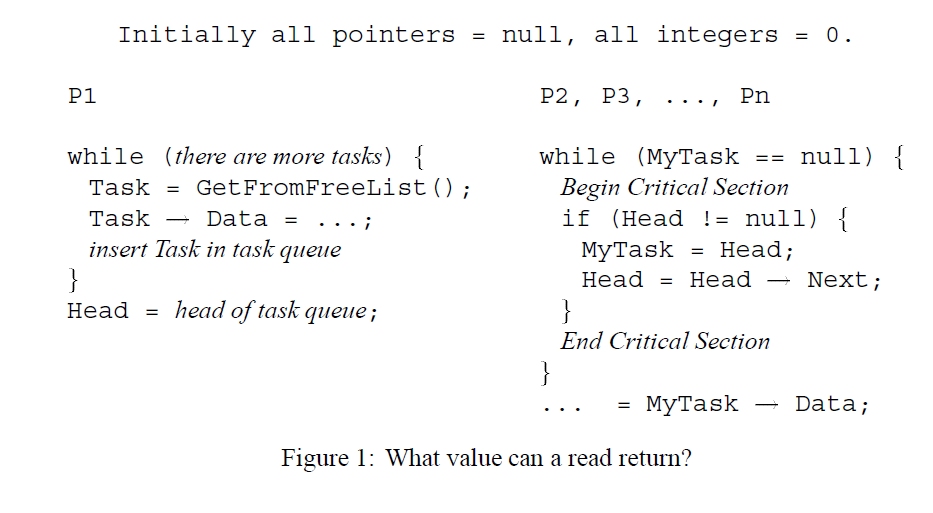 Initially all pointers = null, all integers = 0.
P1
while (there are more tasks) {
Task = GetFromFreeList();
Task → Data = ...;
insert Task in task queue
}
Head = head of task queue;
P2, P3, ..., Pn
while (MyTask == null) {
Begin Critical Section
if (Head != null) {
MyTask = Head;
Head = Head → Next;
}
End Critical Section
}
... = MyTask → Data;
Figure 1: What value can a read return?